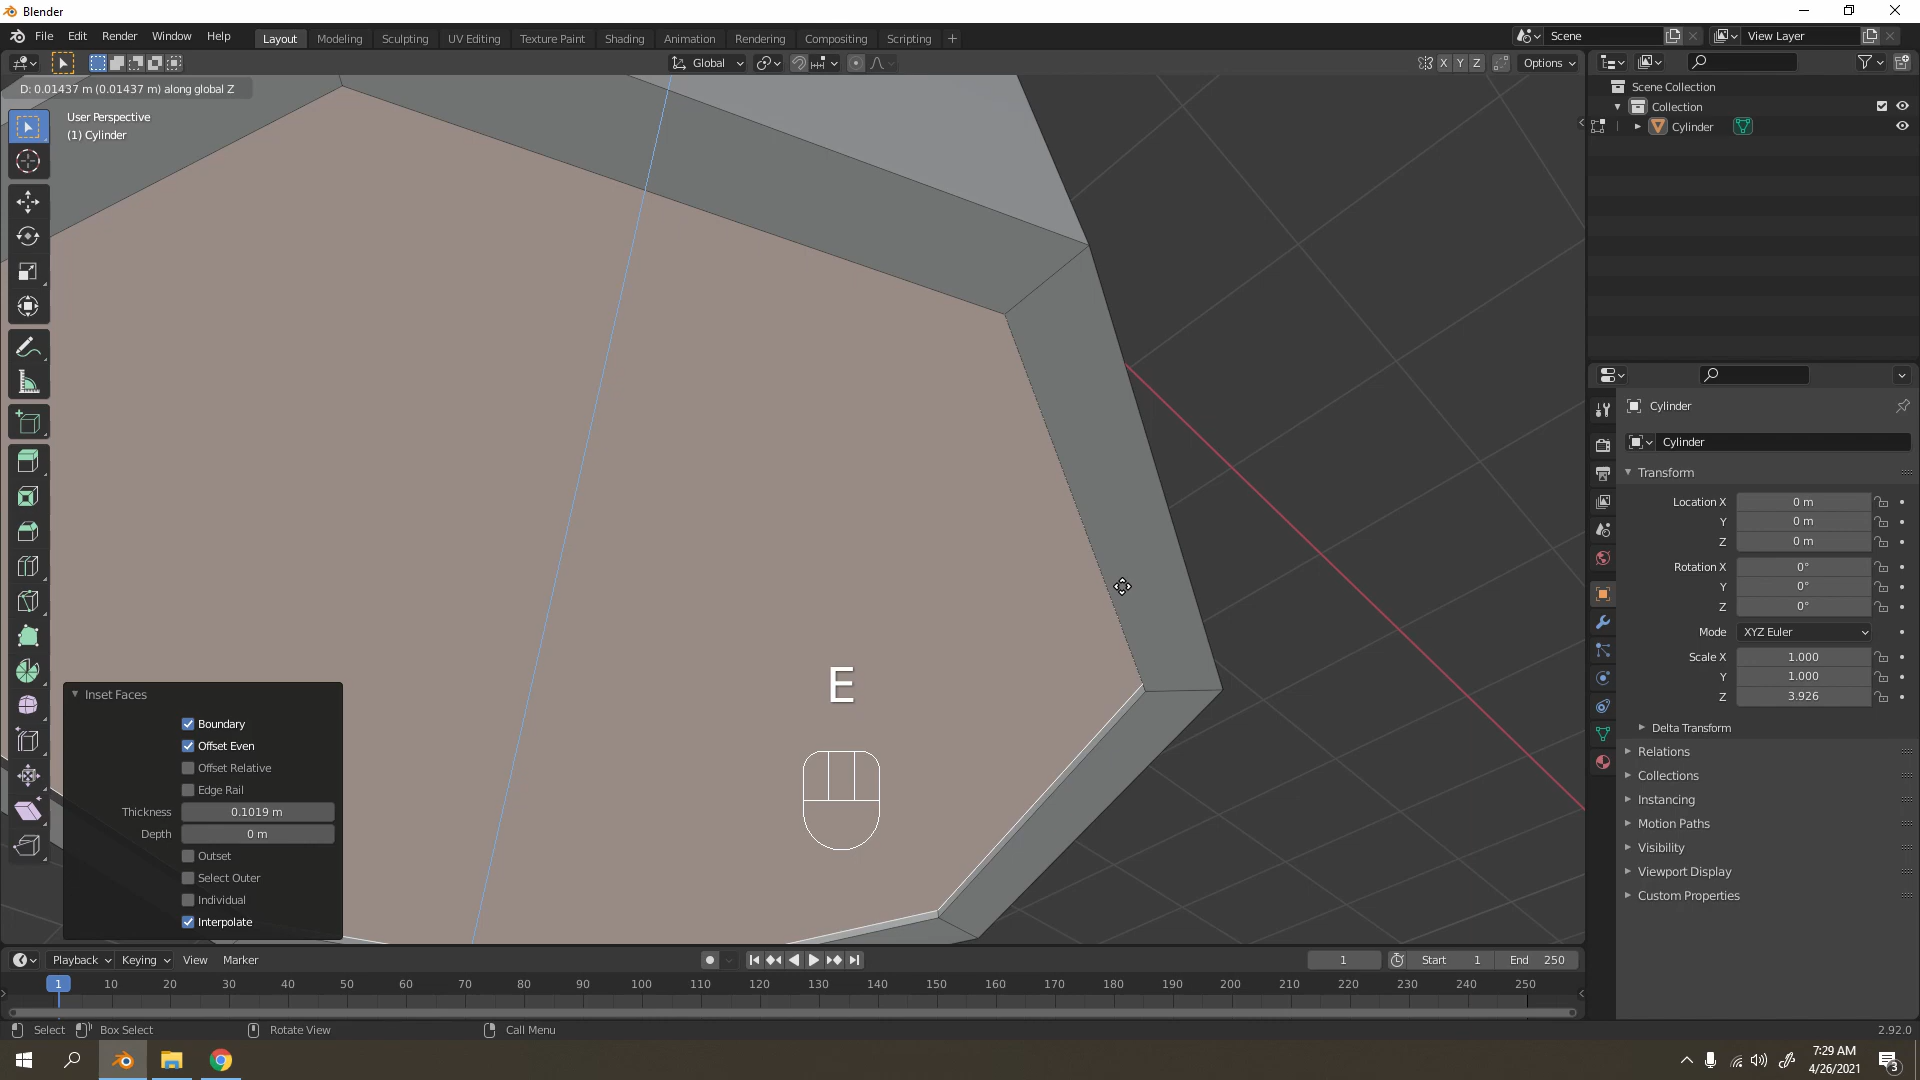 Blender
File Edit Render Window Help
Layout Modeling Sculpting UV Editing Texture Paint Shading Animation Rendering Compositing Scripting +
Scene View Layer
Global X Y Z Options
D: 0.01437 m (0.01437 m) along global Z
User Perspective
(1) Cylinder
Scene Collection
Collection
Cylinder
Cylinder
Cylinder
Transform
Location X 0 m
Y 0 m
Z 0 m
Rotation X 0°
Y 0°
Z 0°
Mode XYZ Euler
Scale X 1.000
Y 1.000
Z 3.926
Delta Transform
Relations
Collections
Instancing
Motion Paths
Visibility
Viewport Display
Custom Properties
E
Inset Faces
Boundary
Offset Even
Offset Relative
Edge Rail
Thickness 0.1019 m
Depth 0 m
Outset
Select Outer
Individual
Interpolate
Playback Keying View Marker 1 Start 1 End 250
1 10 20 30 40 50 60 70 80 90 100 110 120 130 140 150 160 170 180 190 200 210 220 230 240 250
Select Box Select Rotate View Call Menu 2.92.0
7:29 AM
4/26/2021
3